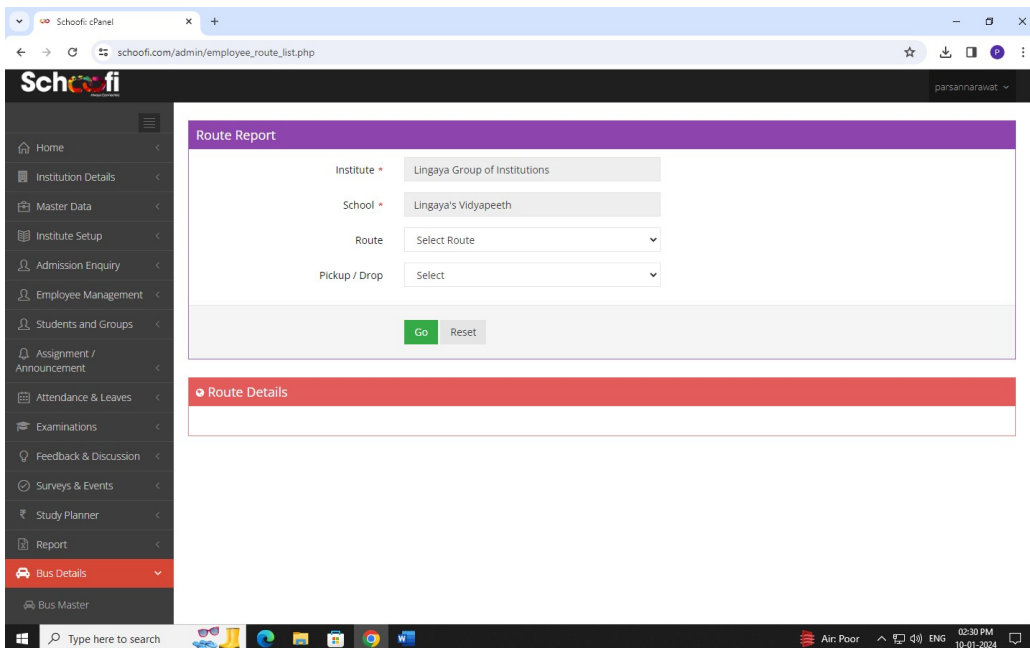 Schoofi: cPanel
schoofi.com/admin/employee_route_list.php
P
Schoofi
parsannarawat
Route Report
Home
Institution Details
Master Data
Institute Setup
Admission Enquiry
Employee Management
Students and Groups
Assignment /
Announcement
Attendance & Leaves
Examinations
Feedback & Discussion
Surveys & Events
₹ Study Planner
Report
Bus Details
Bus Master
Institute * Lingaya Group of Institutions
School * Lingaya's Vidyapeeth
Route Select Route
Pickup / Drop Select
Go Reset
Route Details
Type here to search
W
Air: Poor
ENG
02:30 PM
10-01-2024